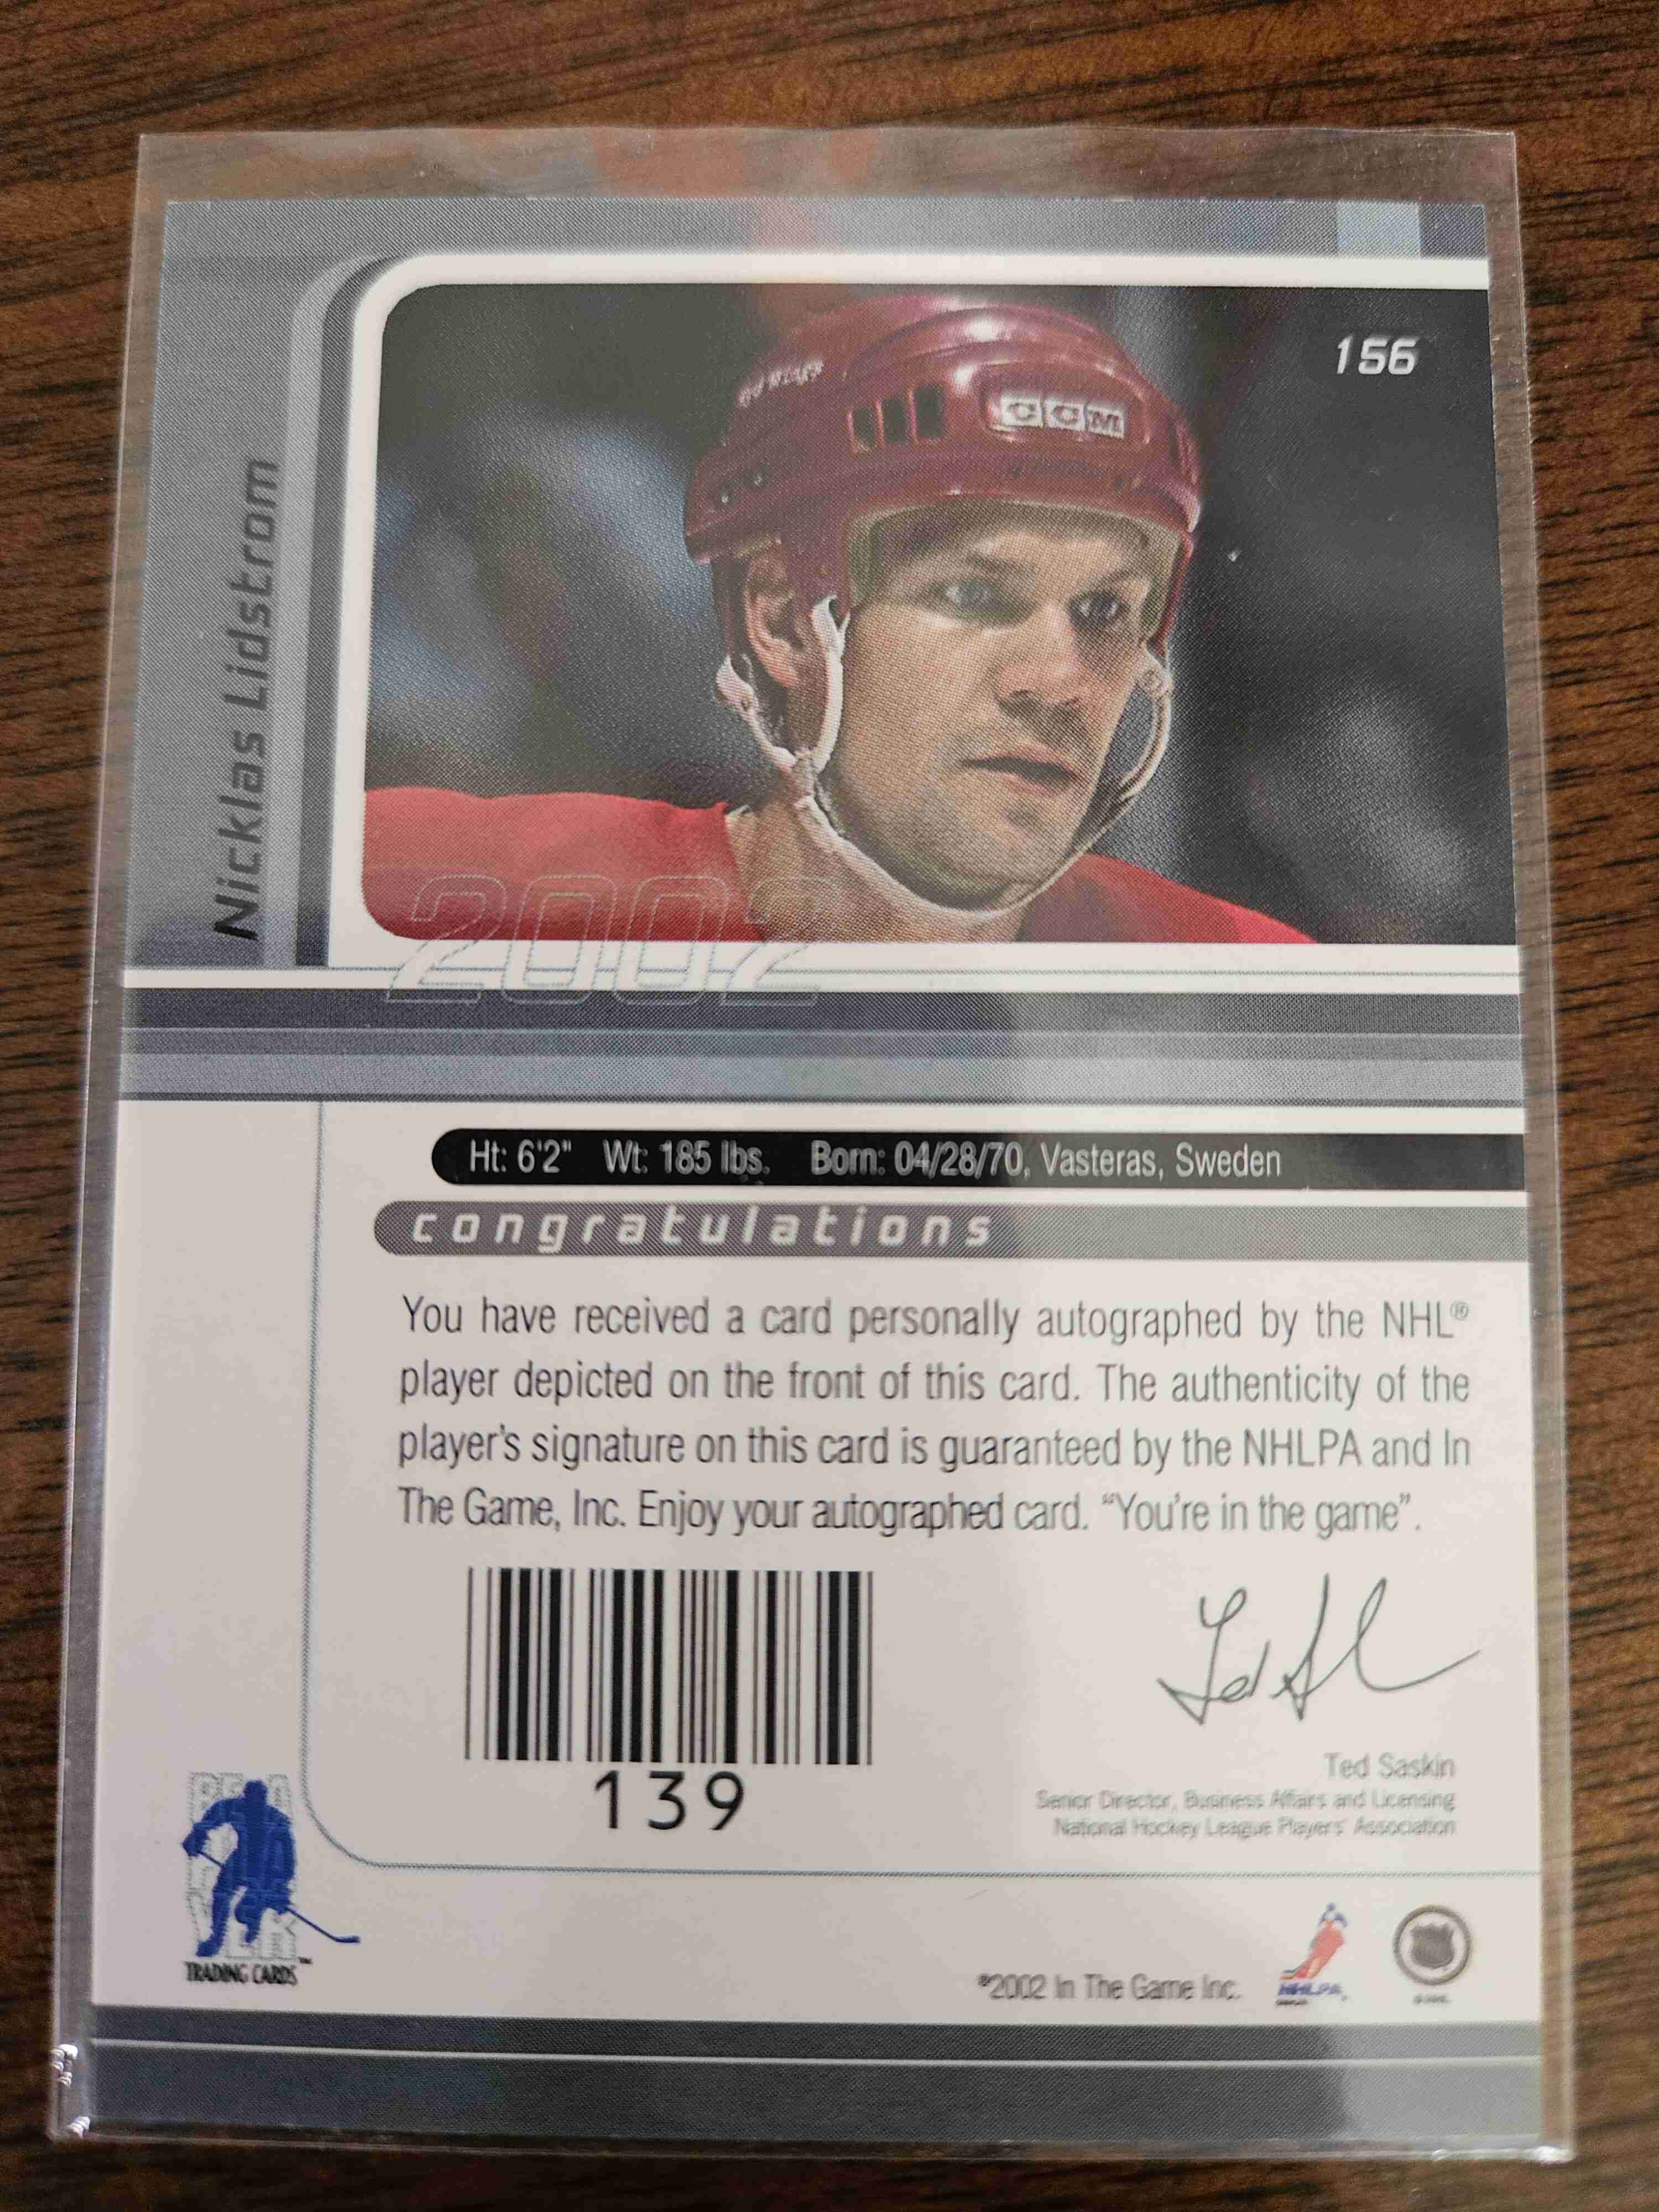 156
CCM
Nicklas Lidstrom
2002
Ht: 6'2" Wt: 185 lbs. Born: 04/28/70, Vasteras, Sweden
congratulations
You have received a card personally autographed by the NHL®
player depicted on the front of this card. The authenticity of the
player's signature on this card is guaranteed by the NHLPA and In
The Game, Inc. Enjoy your autographed card. “You're in the game”.
139
Ted Saskin
Senior Director, Business Affairs and Licensing
National Hockey League Players' Association
BE A
PLAYER
TRADING CARDS™
©2002 In The Game Inc.
NHLPA